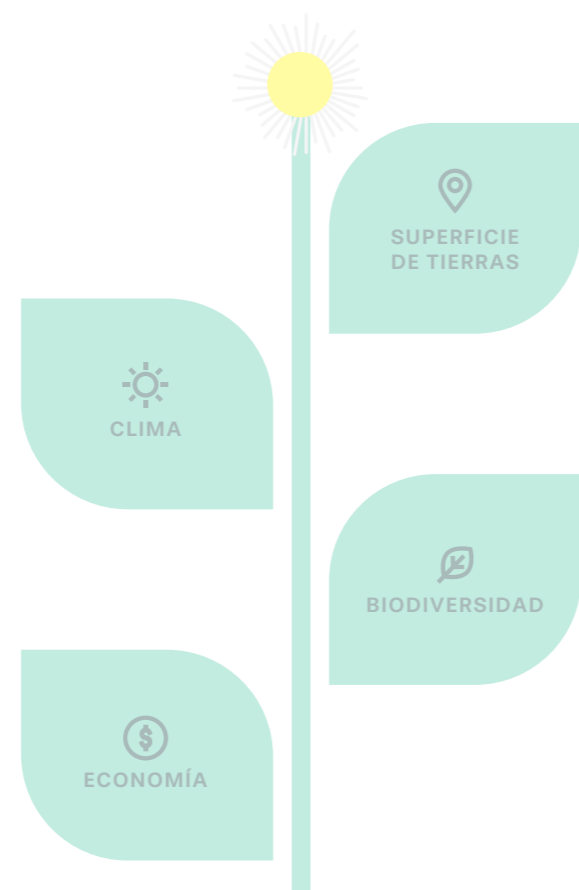 SUPERFICIE
DE TIERRAS
CLIMA
BIODIVERSIDAD
ECONOMÍA